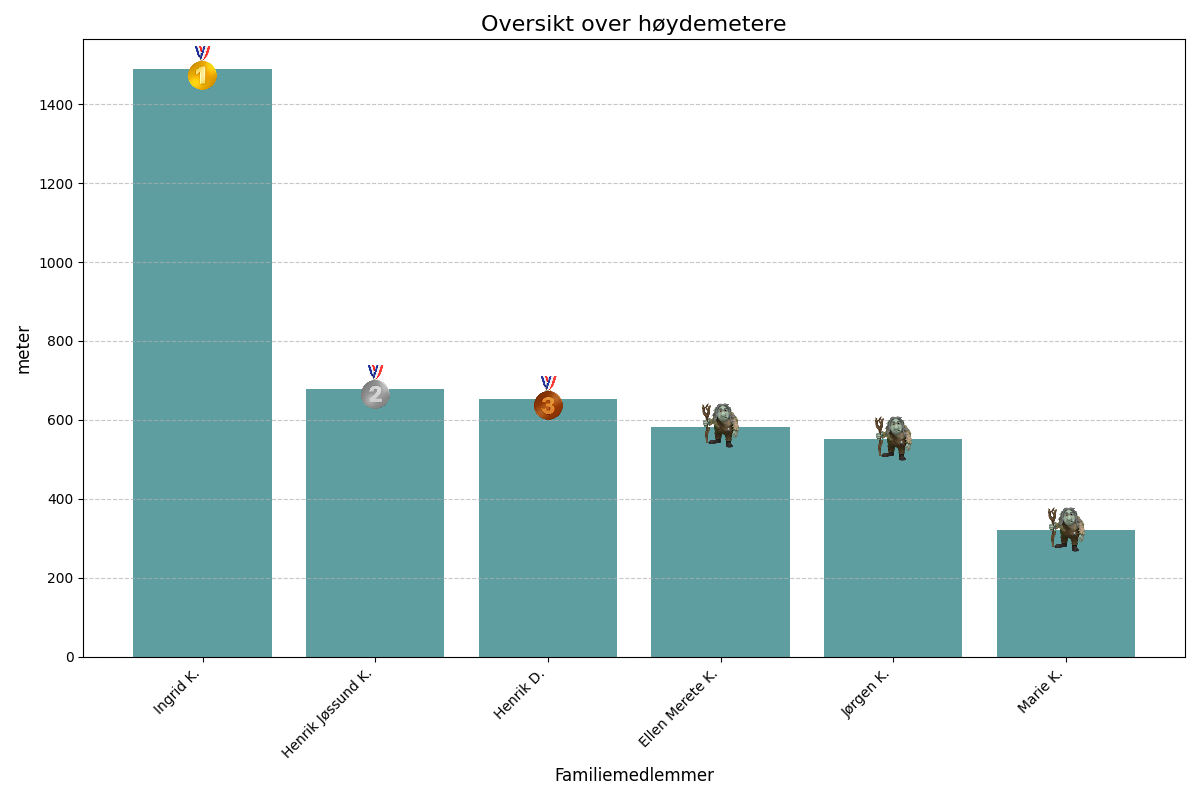 Oversikt over høydemetere
1
2
3
meter
1400
1200
1000
800
600
400
200
0
Ingrid K.
Henrik Jøssund K.
Henrik D.
Ellen Merete K.
Jørgen K.
Marie K.
Familiemedlemmer